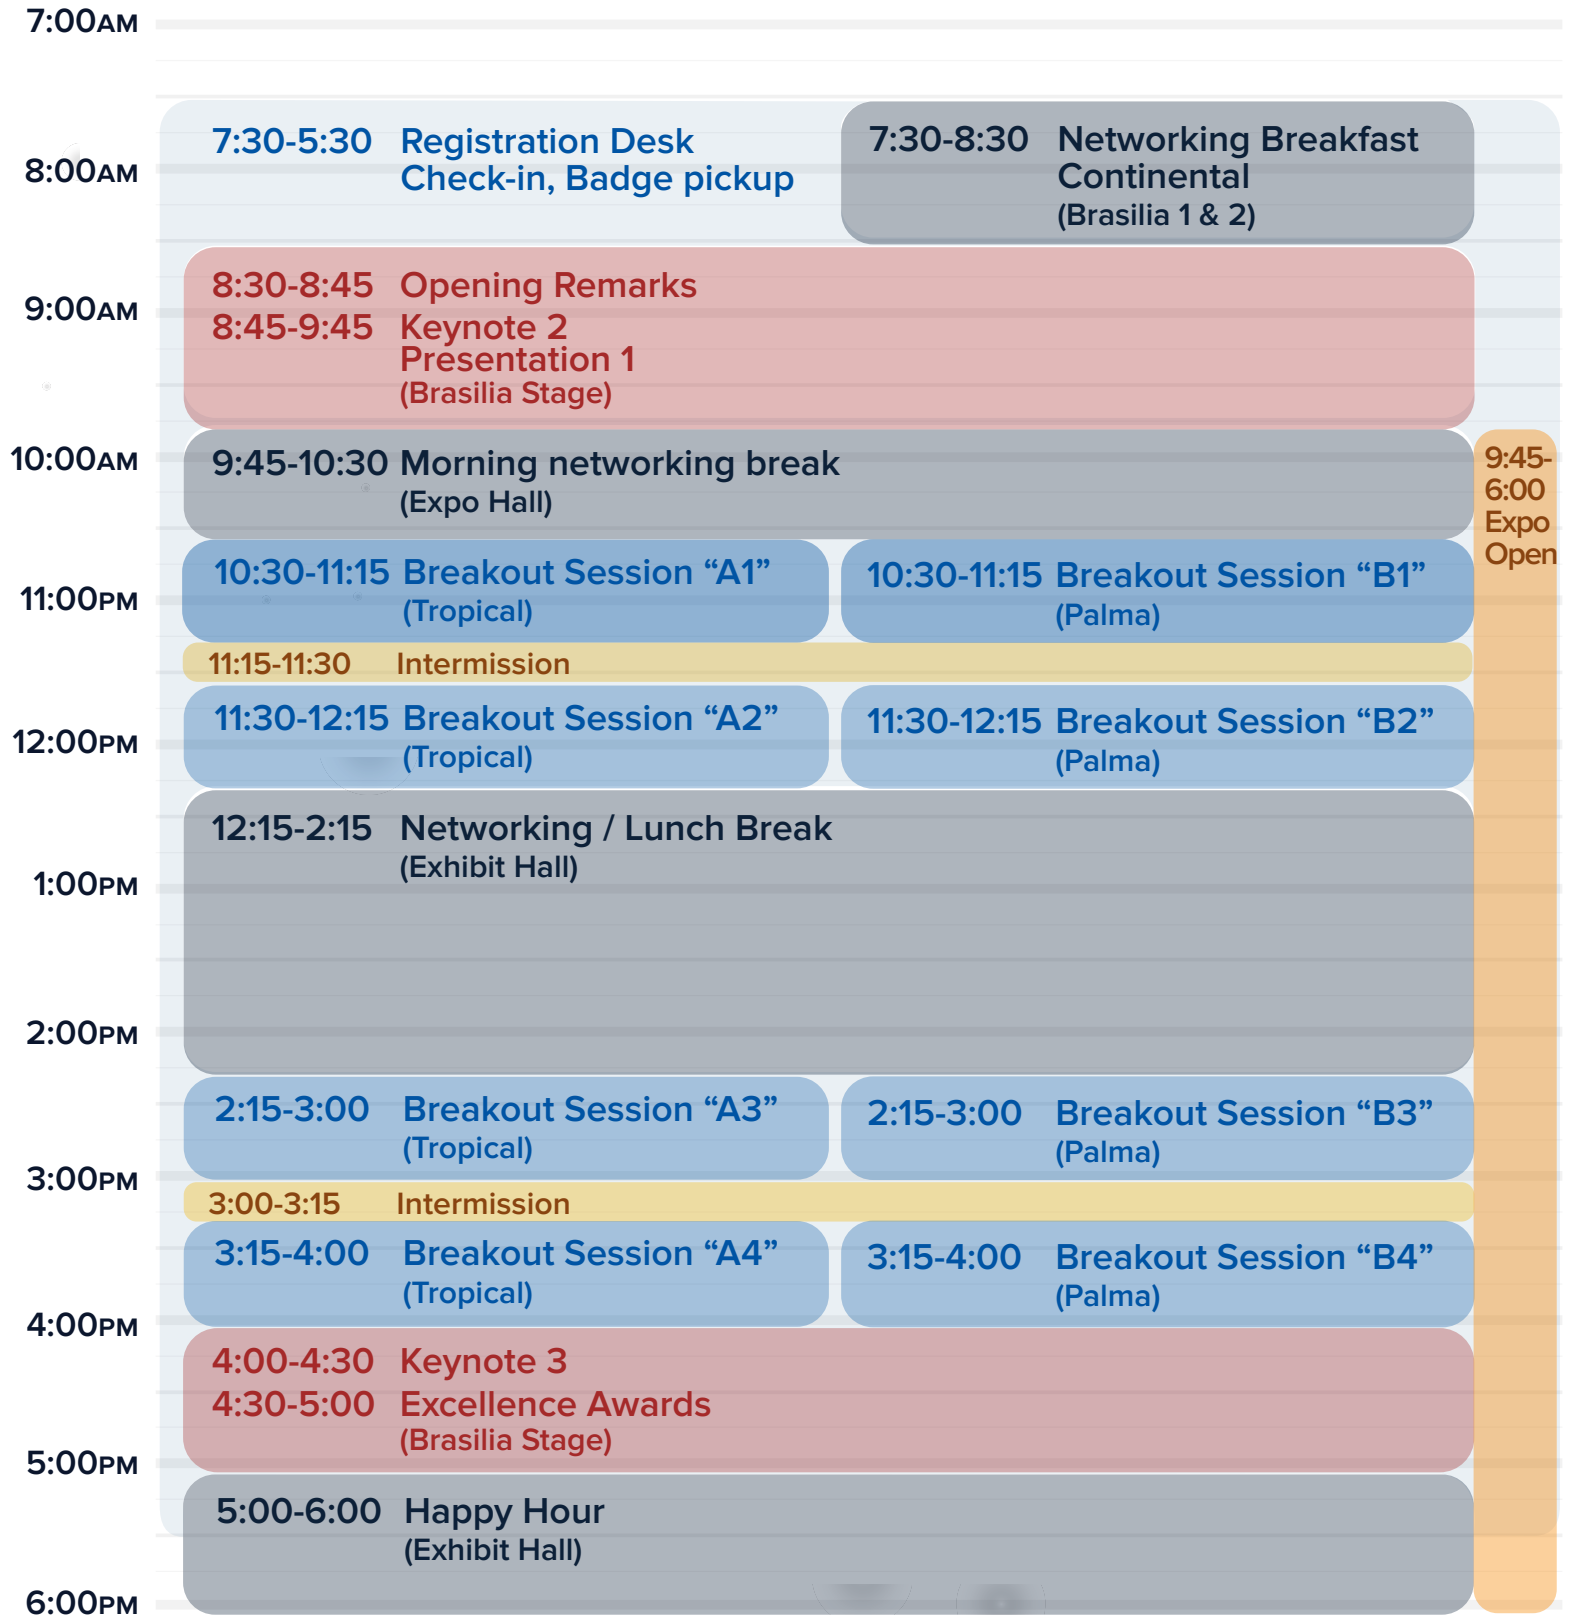 7:00AM
7:30-5:30 Registration Desk
Check-in, Badge pickup
7:30-8:30 Networking Breakfast
Continental
(Brasilia 1 & 2)
8:00AM
8:30-8:45 Opening Remarks
9:00AM
8:45-9:45 Keynote 2
Presentation 1
(Brasilia Stage)
10:00AM
9:45-10:30 Morning networking break
(Expo Hall)
9:45-
6:00
Expo
Open
10:30-11:15 Breakout Session “A1”
(Tropical)
10:30-11:15 Breakout Session “B1”
(Palma)
11:00PM
11:15-11:30 Intermission
11:30-12:15 Breakout Session “A2”
(Tropical)
11:30-12:15 Breakout Session “B2”
(Palma)
12:00PM
12:15-2:15 Networking / Lunch Break
(Exhibit Hall)
1:00PM
2:00PM
2:15-3:00 Breakout Session “A3”
(Tropical)
2:15-3:00 Breakout Session “B3”
(Palma)
3:00PM
3:00-3:15 Intermission
3:15-4:00 Breakout Session “A4”
(Tropical)
3:15-4:00 Breakout Session “B4”
(Palma)
4:00PM
4:00-4:30 Keynote 3
4:30-5:00 Excellence Awards
(Brasilia Stage)
5:00PM
5:00-6:00 Happy Hour
(Exhibit Hall)
6:00PM